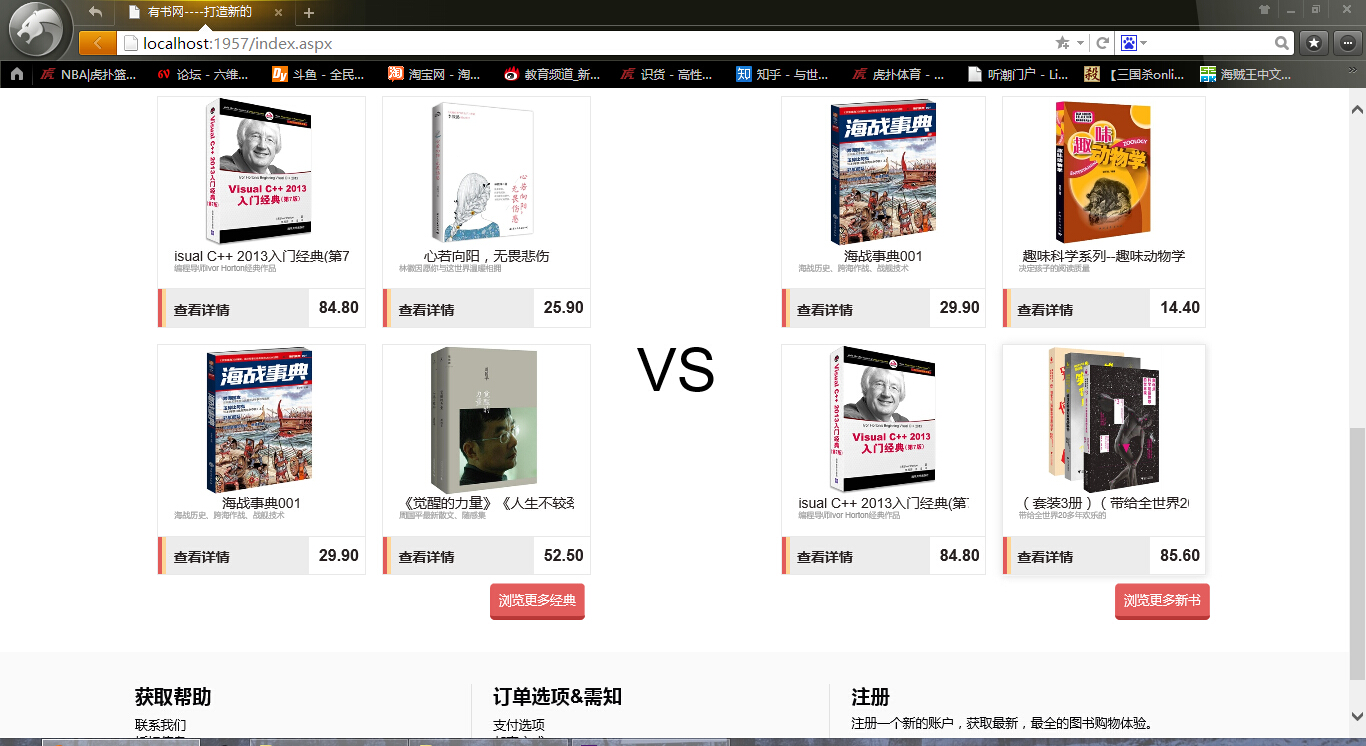 有书网----打造新的
localhost:1957/index.aspx
NBA|虎扑篮...
论坛 - 六维...
斗鱼 - 全民...
淘宝网 - 淘...
教育频道_新...
识货 - 高性...
知乎 - 与世...
虎扑体育 - ...
听潮门户 - Li...
【三国杀onli...
海贼王中文...
Visual C++ 2013
入门经典(第7版)
心若向阳
无畏伤悲
海战事典
趣味
动物学
ZOOLOGY
isual C++ 2013入门经典(第7
编程导师Ivor Horton经典作品
查看详情
84.80
心若向阳，无畏悲伤
林徽因愿你与这世界温暖相拥
查看详情
25.90
海战事典001
海战历史、跨海作战、战舰技术
查看详情
29.90
趣味科学系列--趣味动物学
决定孩子的阅读质量
查看详情
14.40
VS
海战事典
Visual C++ 2013
入门经典(第7版)
海战事典001
海战历史、跨海作战、战舰技术
查看详情
29.90
《觉醒的力量》《人生不较劲
周国平最新散文、随感集
查看详情
52.50
isual C++ 2013入门经典(第7
编程导师Ivor Horton经典作品
查看详情
84.80
（套装3册）（带给全世界20
带给全世界20多年欢乐的
查看详情
85.60
浏览更多经典
浏览更多新书
获取帮助
联系我们
订单选项&需知
支付选项
注册
注册一个新的账户，获取最新，最全的图书购物体验。